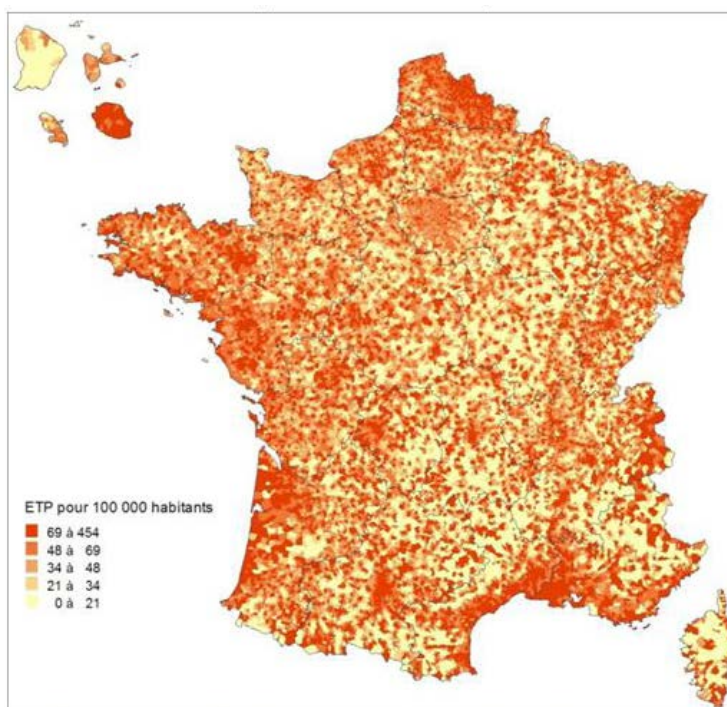 ETP pour 100 000 habitants
69 à 454
48 à 69
34 à 48
21 à 34
0 à 21